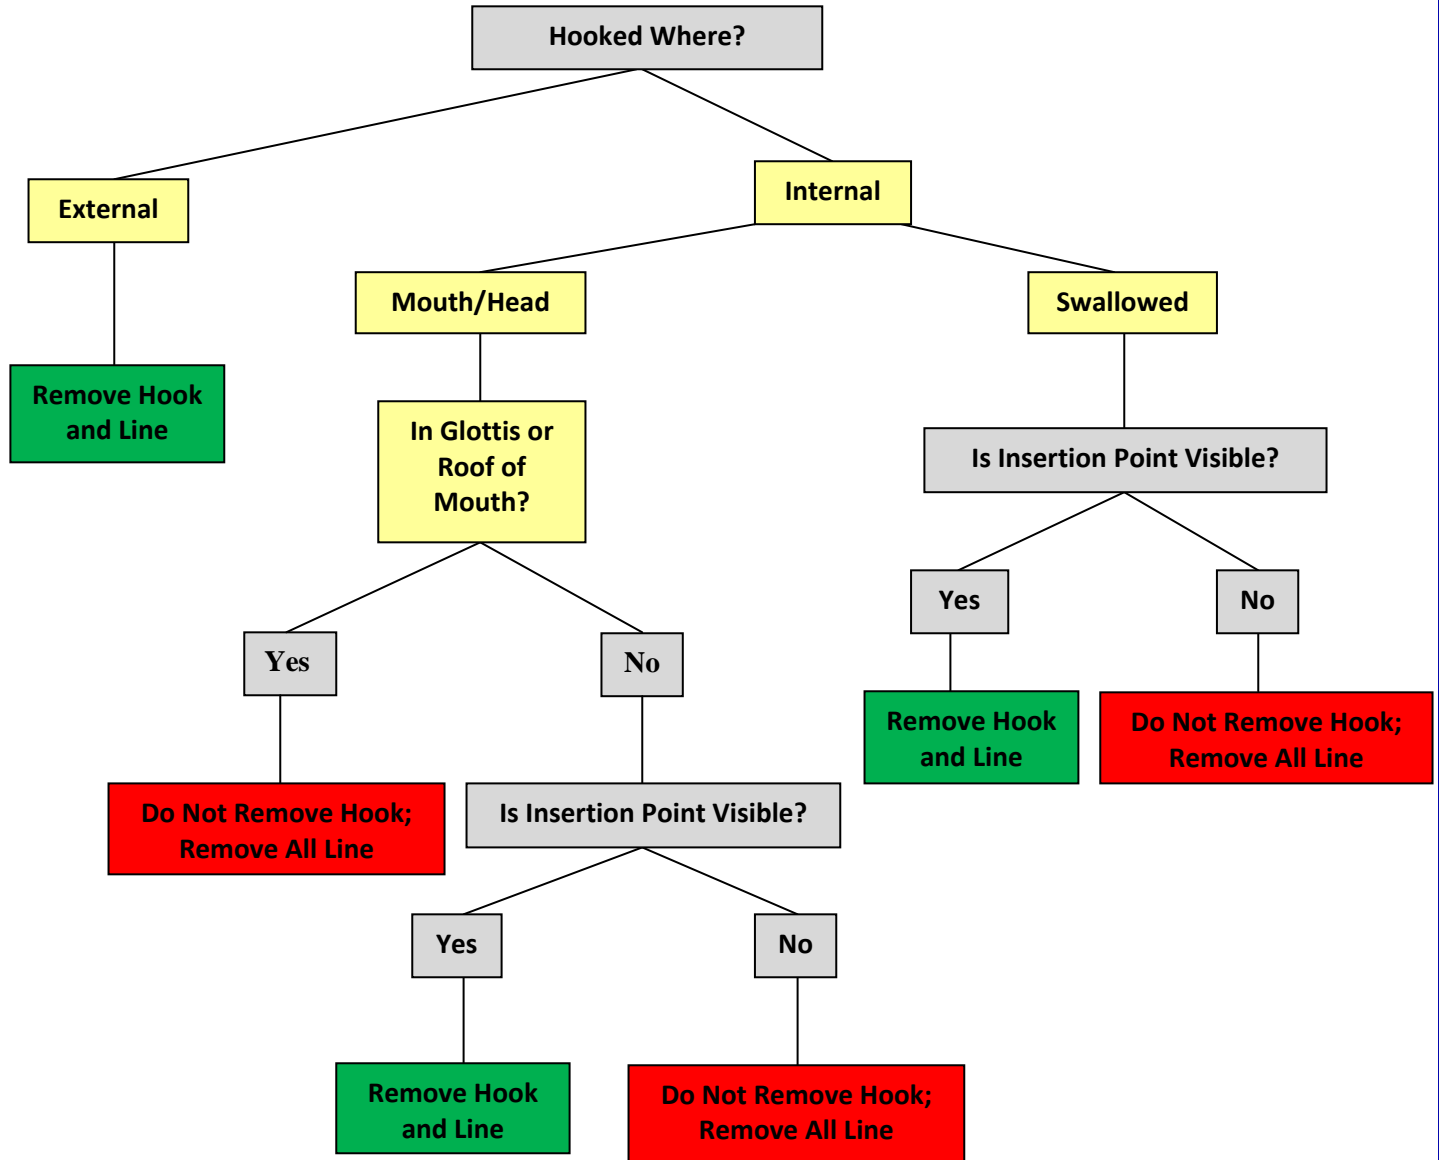 Hooked Where?
Internal
External
Mouth/Head
Swallowed
Remove Hook
and Line
In Glottis or
Roof of
Mouth?
Is Insertion Point Visible?
Yes
No
Yes
No
Remove Hook
and Line
Do Not Remove Hook;
Remove All Line
Do Not Remove Hook;
Remove All Line
Is Insertion Point Visible?
Yes
No
Remove Hook
and Line
Do Not Remove Hook;
Remove All Line